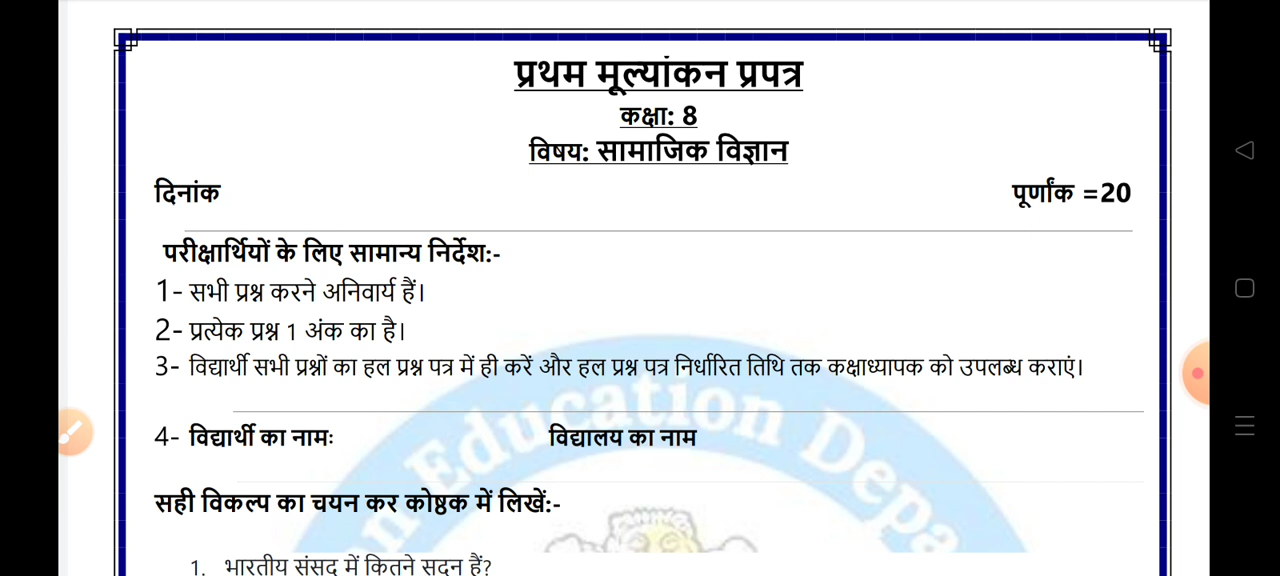 प्रथम मूल्यांकन प्रपत्र
कक्षा: 8
विषय: सामाजिक विज्ञान
दिनांक पूर्णांक =20
परीक्षार्थियों के लिए सामान्य निर्देश:-
1- सभी प्रश्न करने अनिवार्य हैं।
2- प्रत्येक प्रश्न 1 अंक का है।
3- विद्यार्थी सभी प्रश्नों का हल प्रश्न पत्र में ही करें और हल प्रश्न पत्र निर्धारित तिथि तक कक्षाध्यापक को उपलब्ध कराएं।
4- विद्यार्थी का नामः विद्यालय का नाम
Education Depa
सही विकल्प का चयन कर कोष्ठक में लिखें:-
1. भारतीय संसद में कितने सदन हैं?